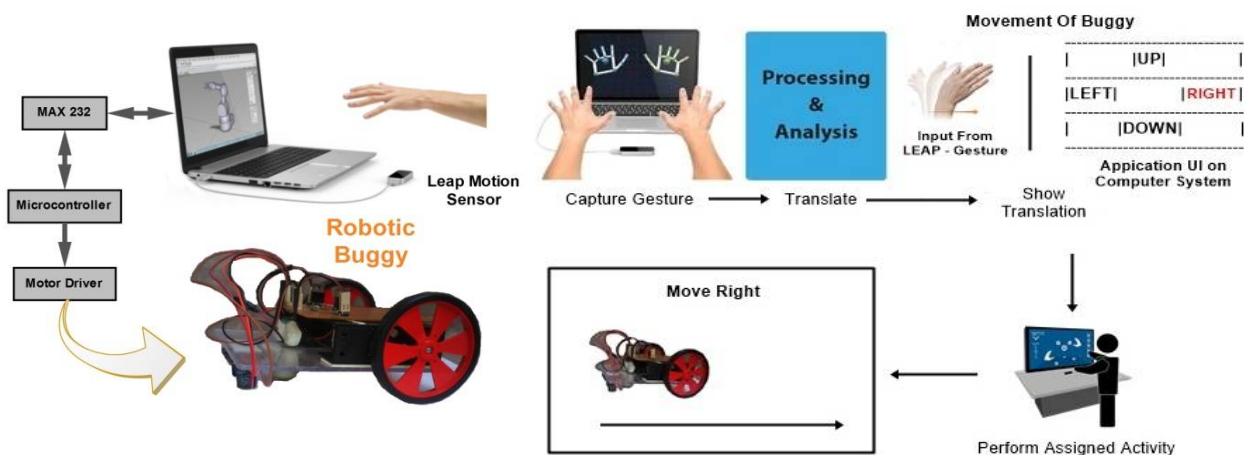 MAX 232
Microcontroller
Motor Driver
Leap Motion
Sensor
Robotic
Buggy
Capture Gesture
Processing
&
Analysis
Translate
Movement Of Buggy
Input From
LEAP - Gesture
| |UP| |
|LEFT| |RIGHT|
| |DOWN| |
Appication UI on
Computer System
Show
Translation
Move Right
Perform Assigned Activity